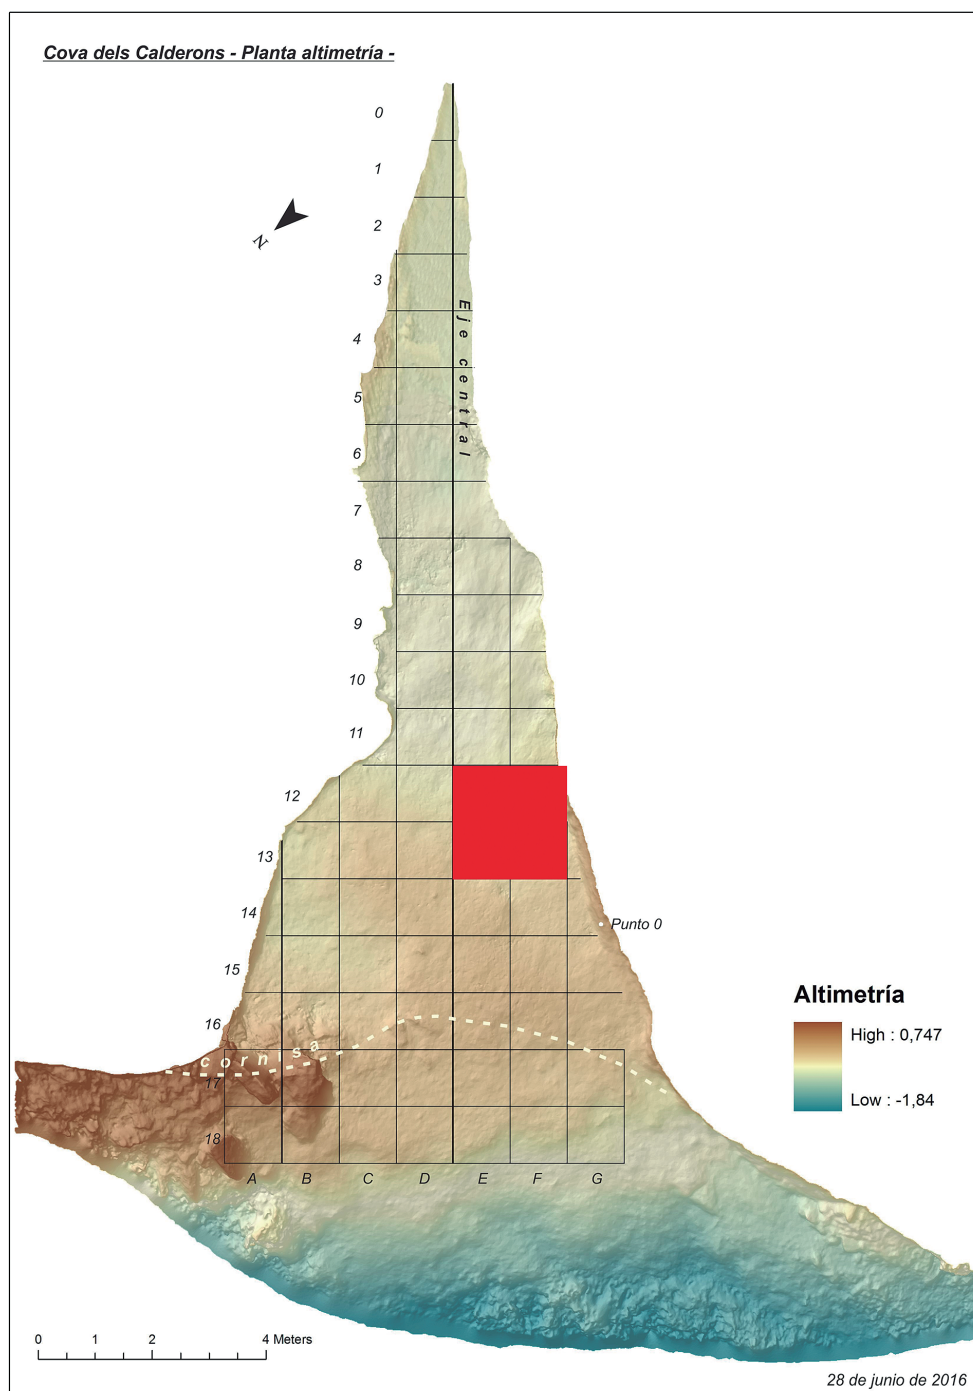 Cova dels Calderons - Planta altimetría -
0
1
2
N
3
4
5
6
7
8
9
10
11
12
13
14
15
16
17
18
Eje central
Punto 0
cornisa
A B C D E F G
Altimetría
High : 0,747
Low : -1,84
0 1 2 4 Meters
28 de junio de 2016